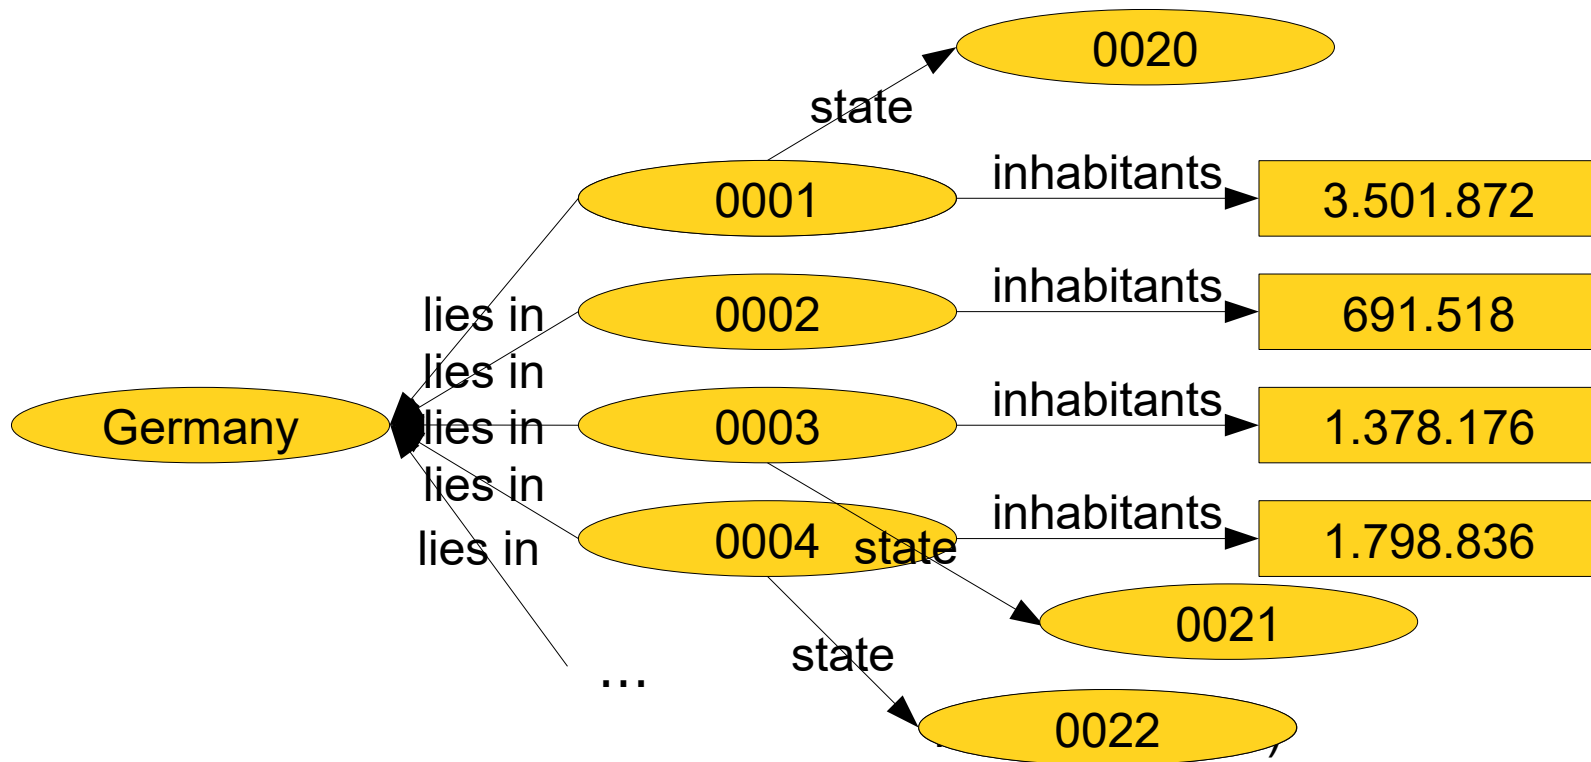 0020
state
0001
inhabitants
3.501.872
lies in
0002
inhabitants
691.518
lies in
Germany
lies in
0003
inhabitants
1.378.176
lies in
0004
inhabitants
1.798.836
lies in
state
0021
state
...
0022